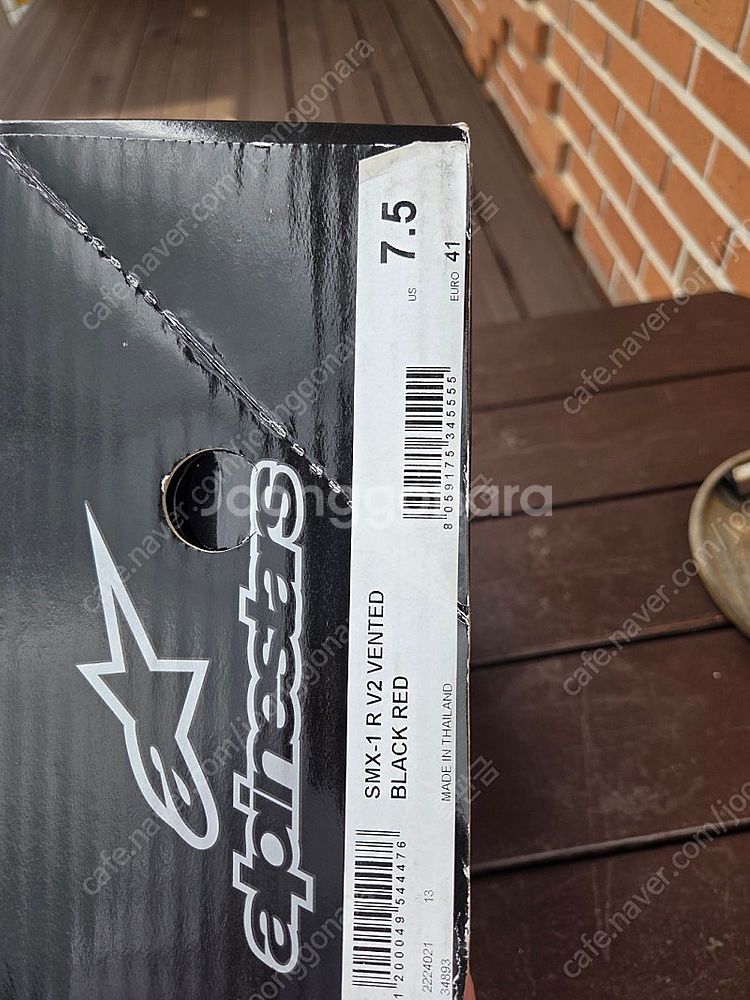 alpinestars
US 7.5
EURO 41
8 059175 345555
SMX-1 R V2 VENTED
BLACK RED
MADE IN THAILAND
1 200049 544476
2224021 13
34893
Joonggonara
cafe.naver.com/joonggonara